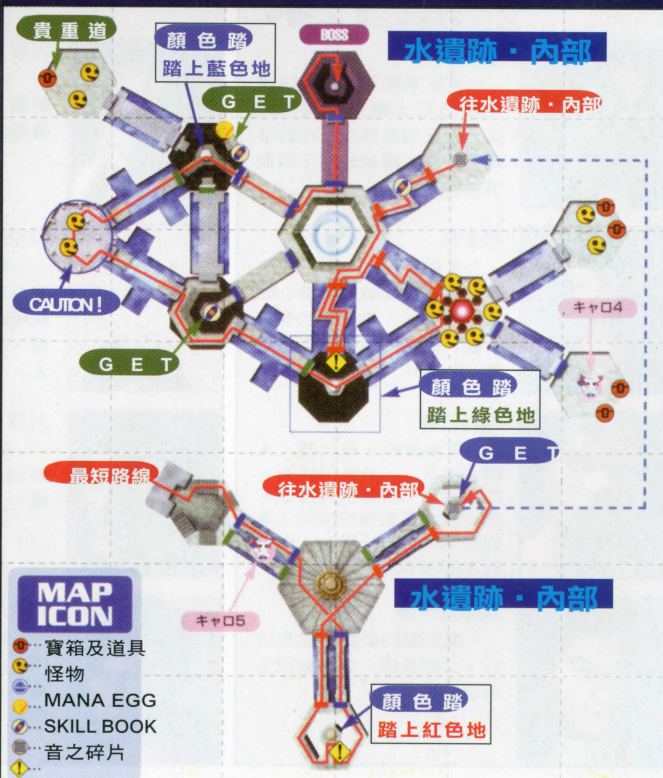 貴重道
顏色踏
踏上藍色地
GET
BOSS
水遺跡・內部
往水遺跡・內部
CAUTION!
GET
キャロ4
顏色踏
踏上綠色地
GET
最短路線
往水遺跡・內部
キャロ5
水遺跡・內部
顏色踏
踏上紅色地
MAP
ICON
寶箱及道具
怪物
MANA EGG
SKILL BOOK
音之碎片